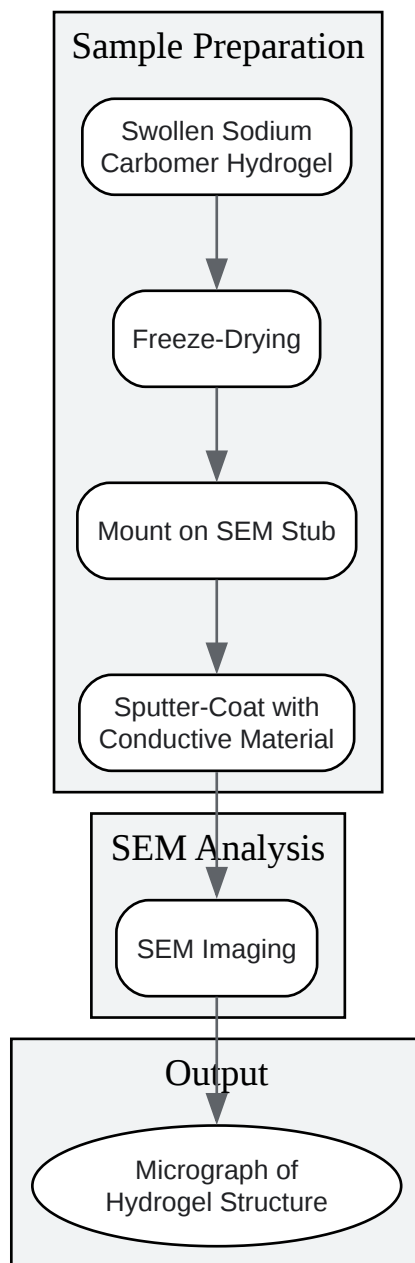 Sample Preparation
Swollen Sodium
Carbomer Hydrogel
Freeze-Drying
Mount on SEM Stub
Sputter-Coat with
Conductive Material
SEM Analysis
SEM Imaging
Output
Micrograph of
Hydrogel Structure